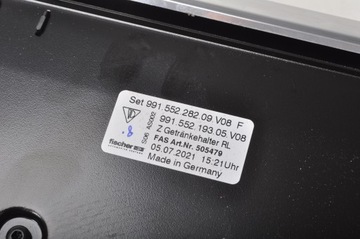 Set 991.552.282.09.V08 F
991.552.193.05.V08
Z Getränkehalter RL
FAS Art.Nr. 505479
05.07.2021 15:21Uhr
Made in Germany
8
fischer